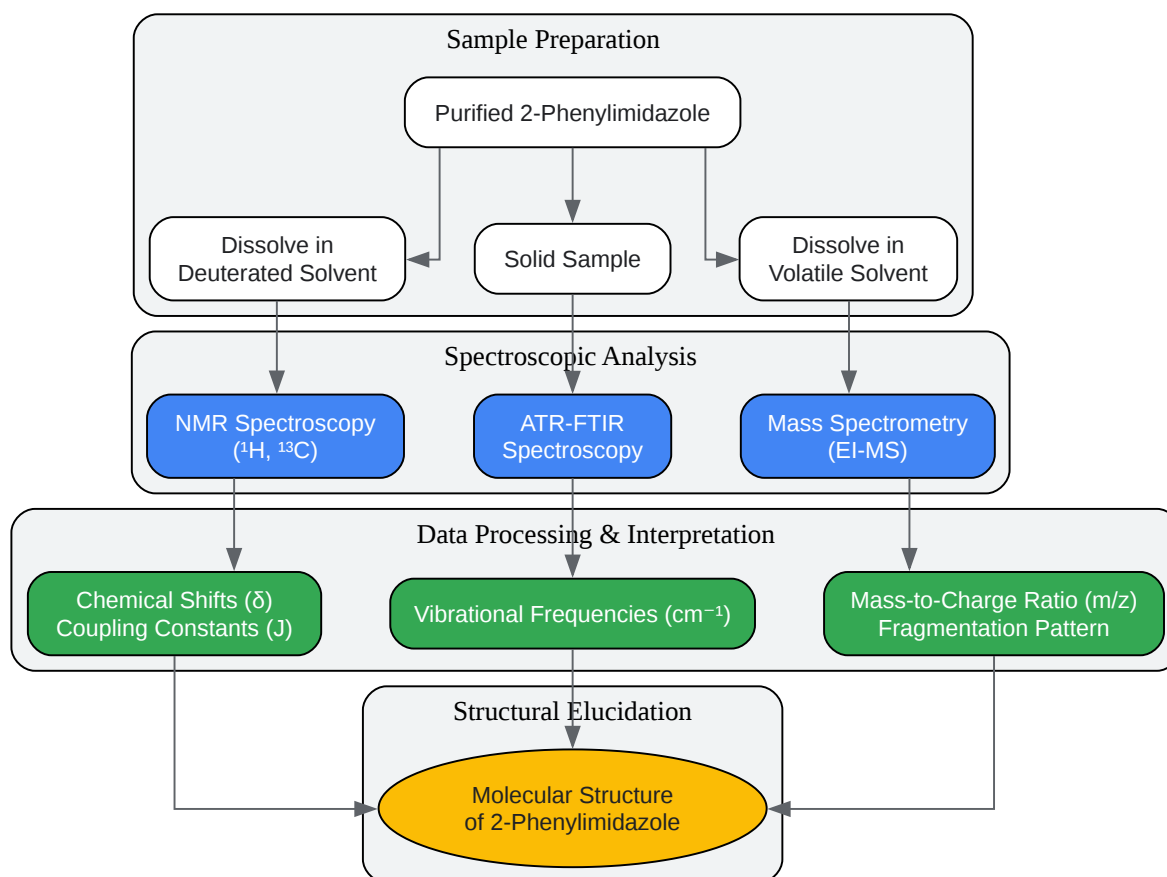 Sample Preparation
Purified 2-Phenylimidazole
Dissolve in
Deuterated Solvent
Solid Sample
Dissolve in
Volatile Solvent
Spectroscopic Analysis
NMR Spectroscopy
(¹H, ¹³C)
ATR-FTIR
Spectroscopy
Mass Spectrometry
(EI-MS)
Data Processing & Interpretation
Chemical Shifts (δ)
Coupling Constants (J)
Vibrational Frequencies (cm⁻¹)
Mass-to-Charge Ratio (m/z)
Fragmentation Pattern
Structural Elucidation
Molecular Structure
of 2-Phenylimidazole